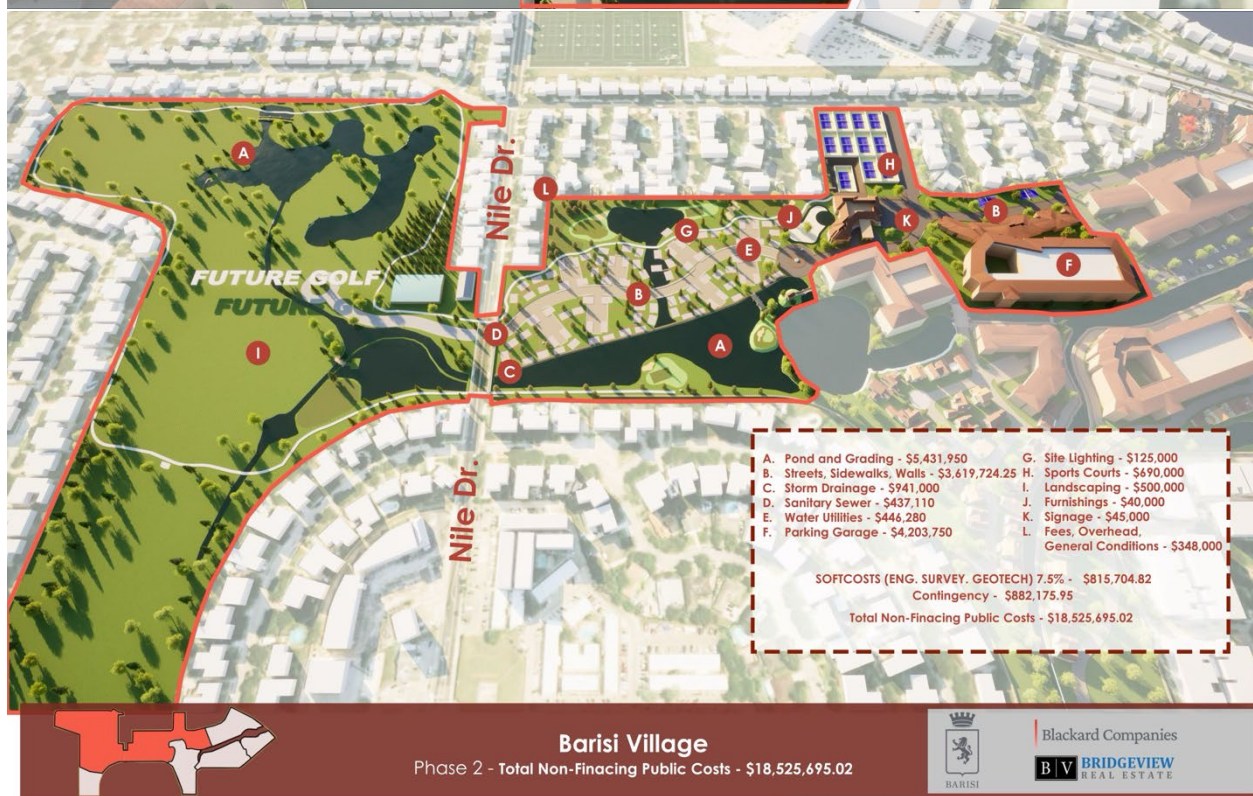 A
Nile Dr.
L
H
J
K
B
G
E
F
FUTURE GOLF
B
D
A
I
C
Nile Dr.
A. Pond and Grading - $5,431,950
B. Streets, Sidewalks, Walls - $3,619,724.25
C. Storm Drainage - $941,000
D. Sanitary Sewer - $437,110
E. Water Utilities - $446,280
F. Parking Garage - $4,203,750
G. Site Lighting - $125,000
H. Sports Courts - $690,000
I. Landscaping - $500,000
J. Furnishings - $40,000
K. Signage - $45,000
L. Fees, Overhead,
General Conditions - $348,000
SOFTCOSTS (ENG. SURVEY. GEOTECH) 7.5% - $815,704.82
Contingency - $882,175.95
Total Non-Finacing Public Costs - $18,525,695.02
Barisi Village
Phase 2 - Total Non-Finacing Public Costs - $18,525,695.02
BARISI
Blackard Companies
BV BRIDGEVIEW
REAL ESTATE